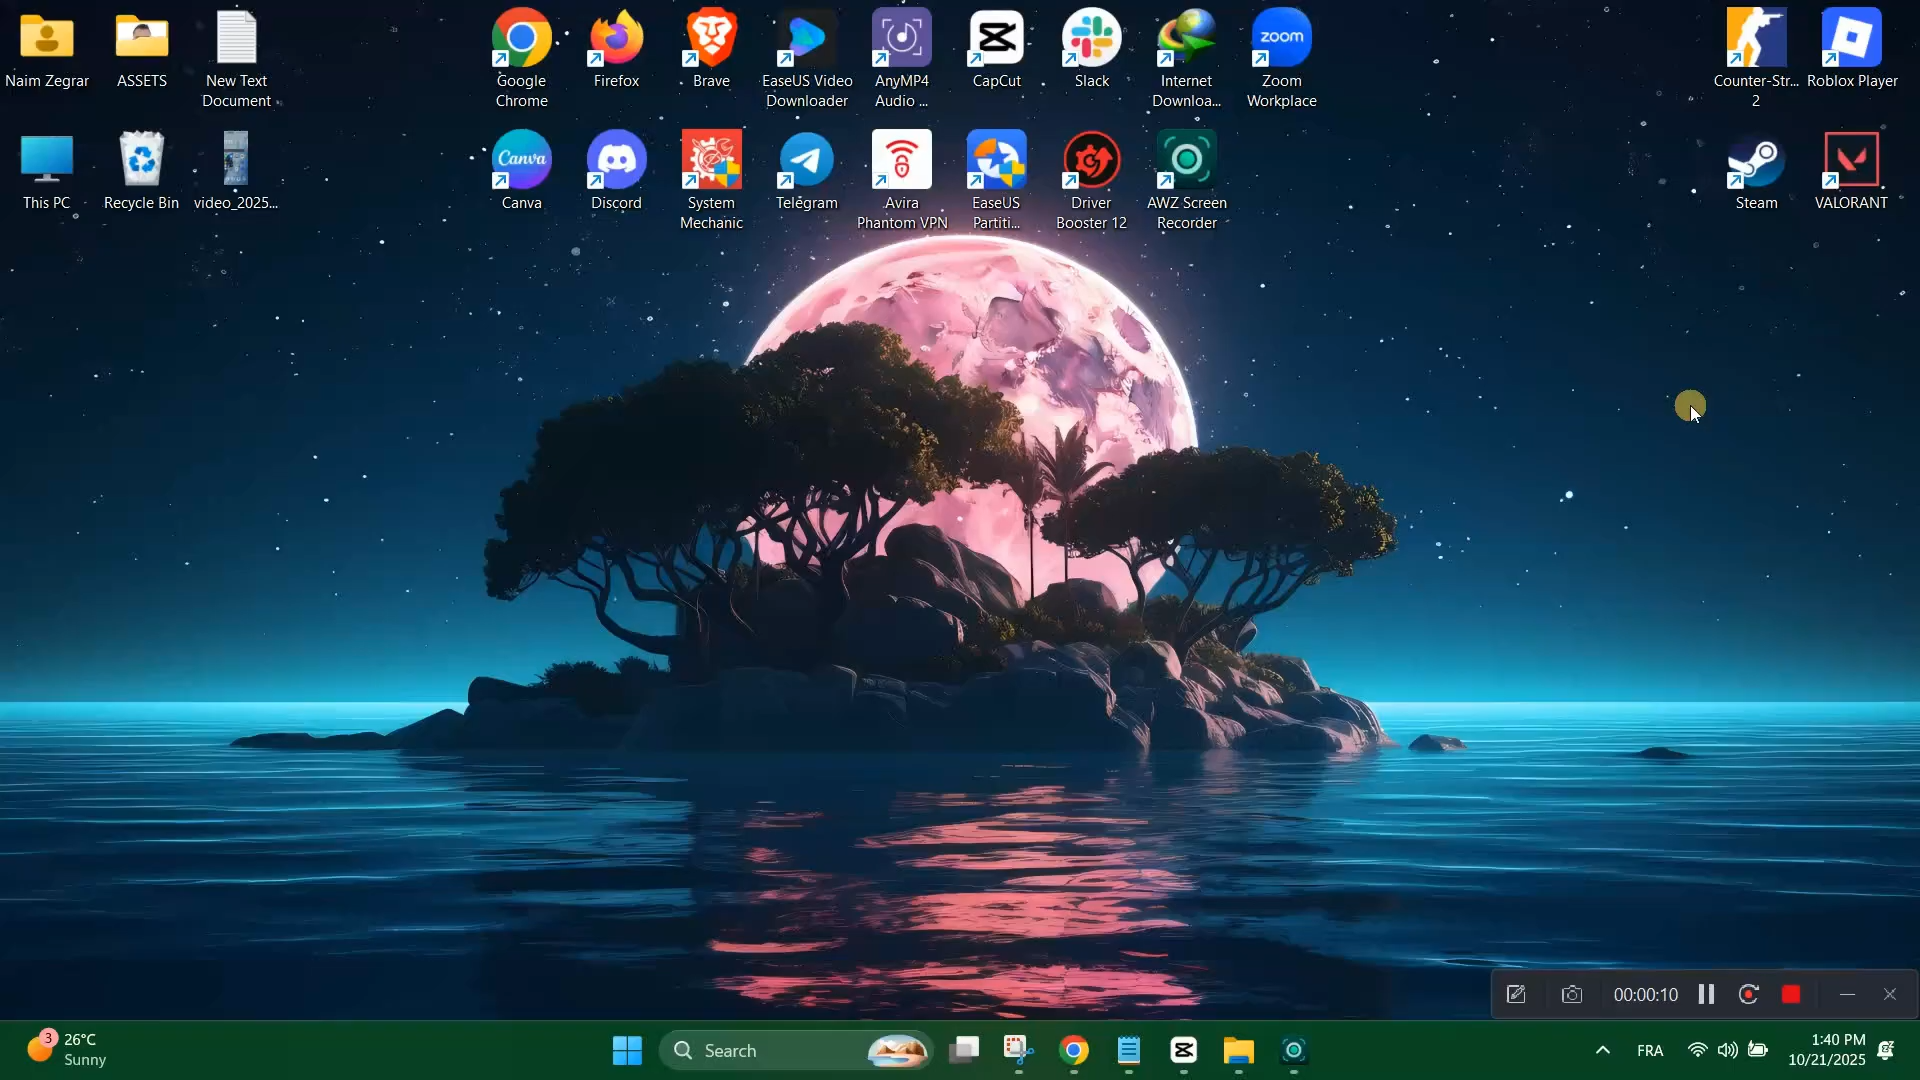 Naim Zegrar
ASSETS
New Text
Document
Google
Chrome
Firefox
Brave
EaseUS Video
Downloader
AnyMP4
Audio ...
CapCut
Slack
Internet
Downloa...
zoom
Zoom
Workplace
Counter-Str...
2
Roblox Player
This PC
Recycle Bin
video_2025...
Canva
Canva
Discord
System
Mechanic
Telegram
Avira
Phantom VPN
EaseUS
Partiti...
Driver
Booster 12
AWZ Screen
Recorder
Steam
VALORANT
00:00:10
3
26°C
Sunny
Search
FRA
1:40 PM
10/21/2025